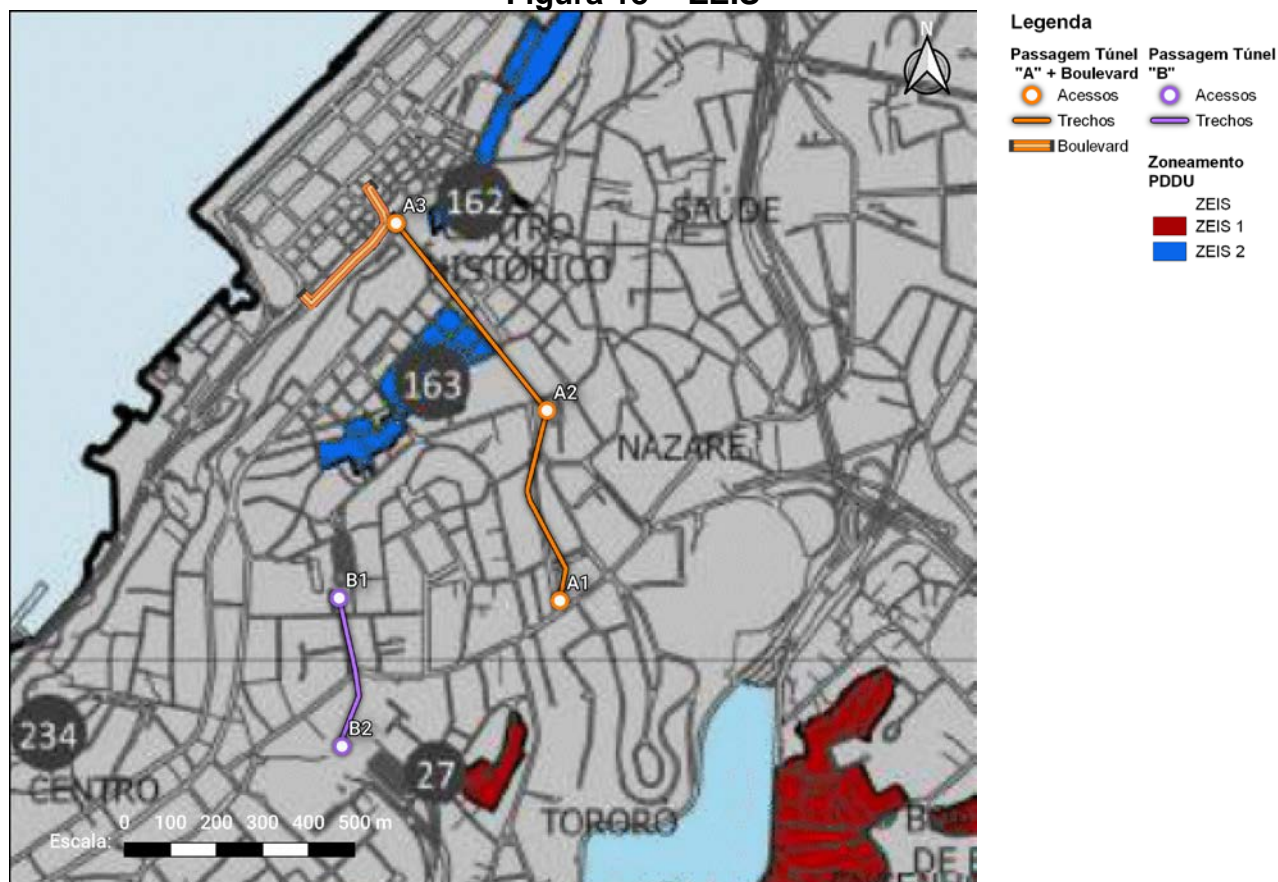 Legenda
Passagem Túnel "A" + Boulevard
Acessos
Trechos
Boulevard
Passagem Túnel "B"
Acessos
Trechos
Zoneamento
PDDU
ZEIS
ZEIS 1
ZEIS 2
N
A3
162
SAÚDE
CENTRO
HISTÓRICO
163
A2
NAZARÉ
B1
A1
B2
234
27
CENTRO
TORORÓ
Escala:
0 100 200 300 400 500 m